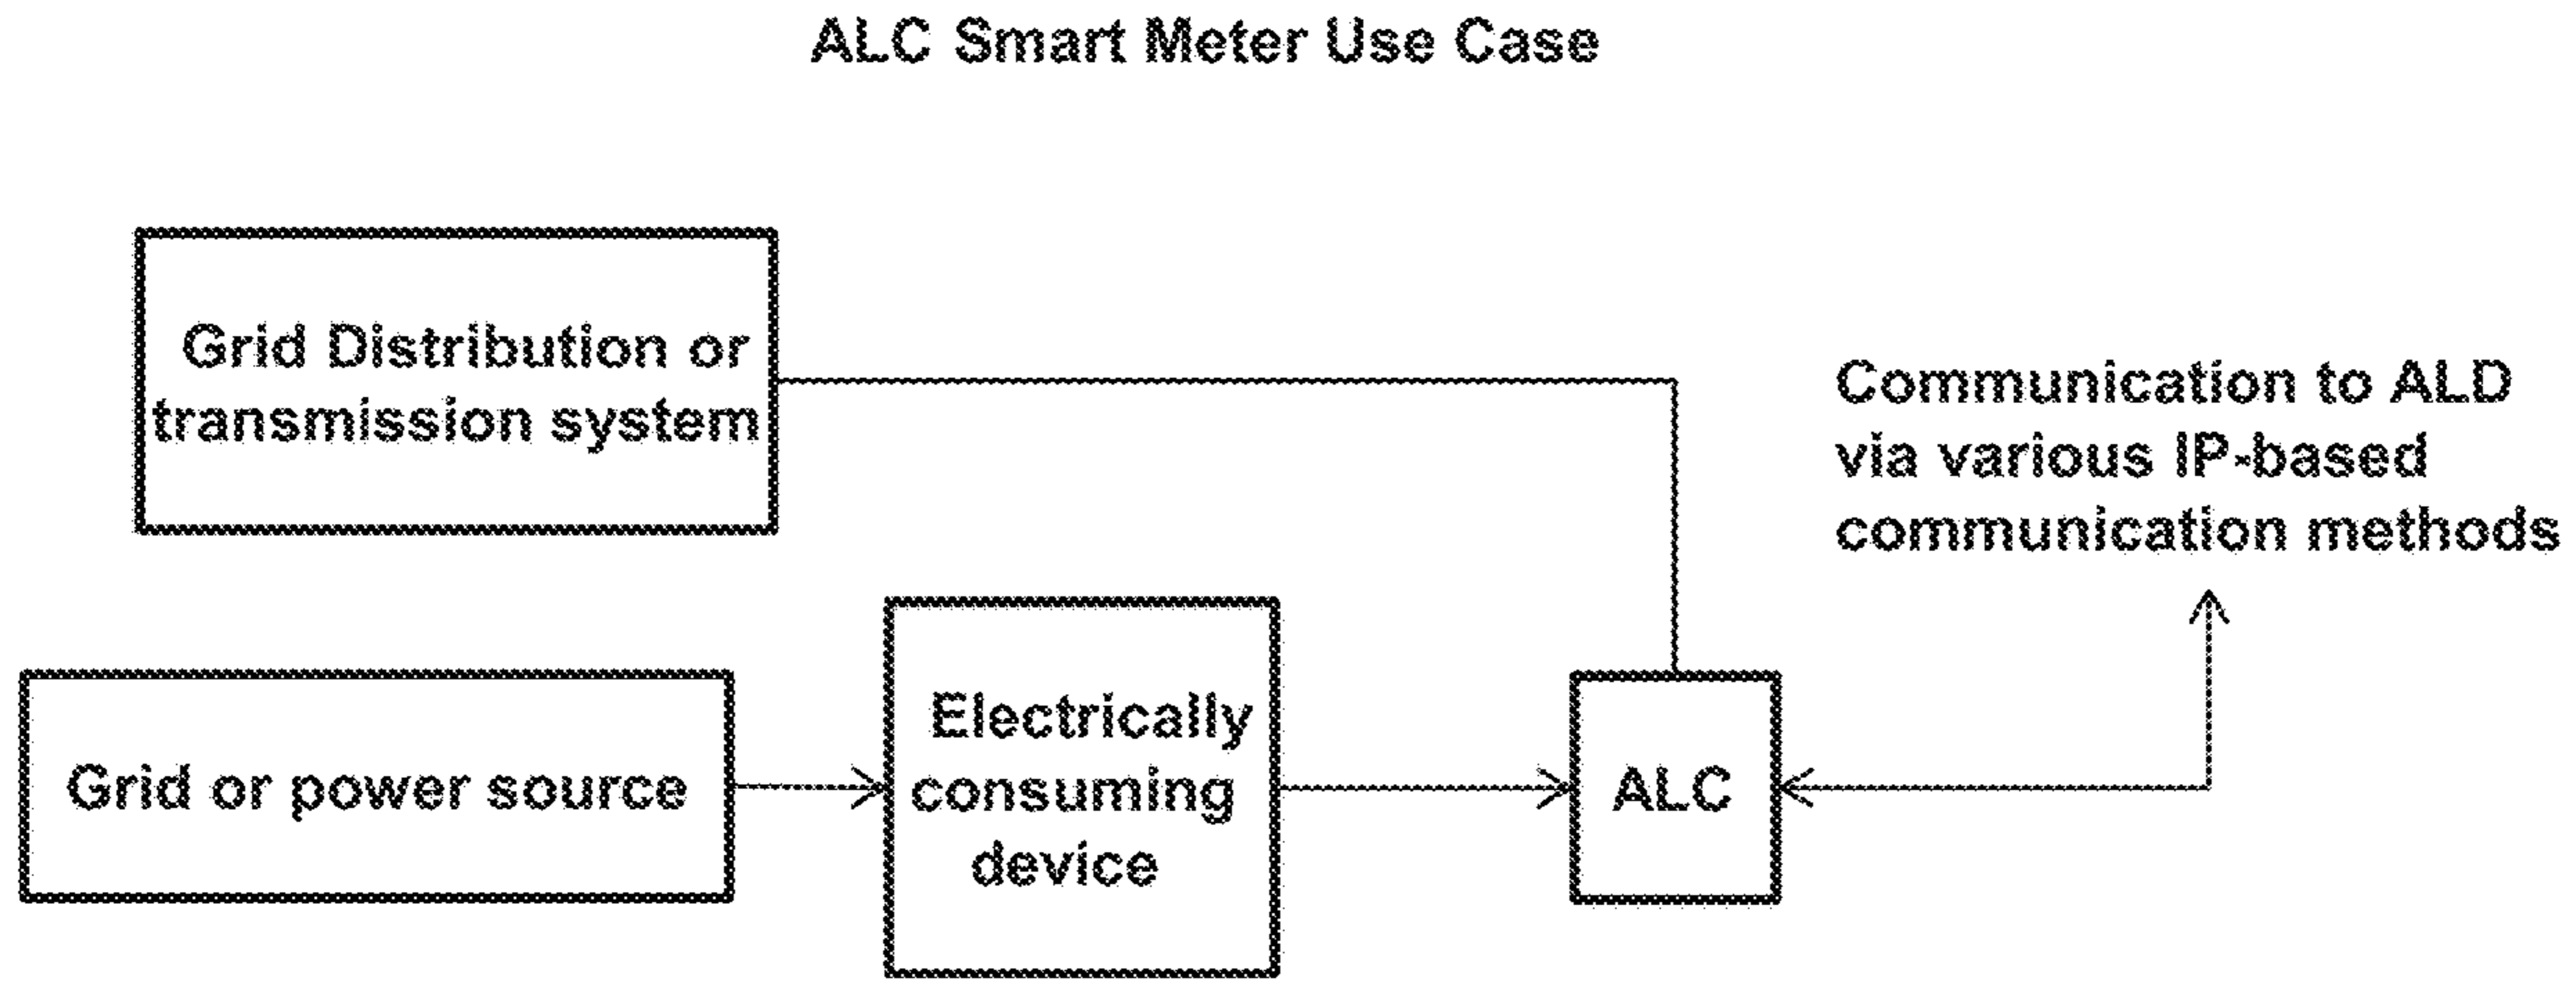 ALC Smart Meter Use Case
Grid Distribution or
transmission system
Communication to ALD
via various IP-based
communication methods
Grid or power source
Electrically
consuming
device
ALC